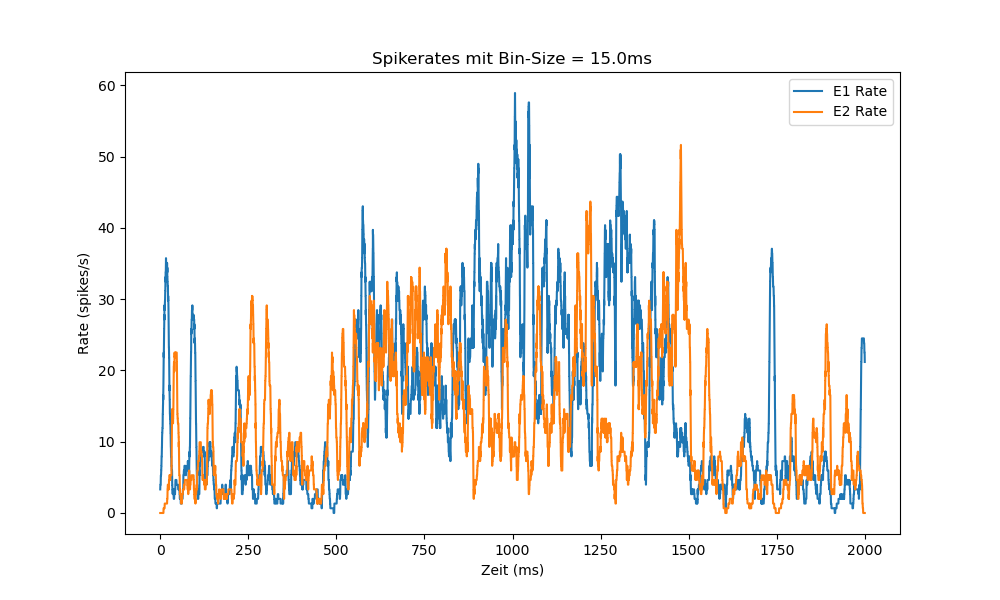 Spikerates mit Bin-Size = 15.0ms
E1 Rate
E2 Rate
Rate (spikes/s)
60
50
40
30
20
10
0
0 250 500 750 1000 1250 1500 1750 2000
Zeit (ms)